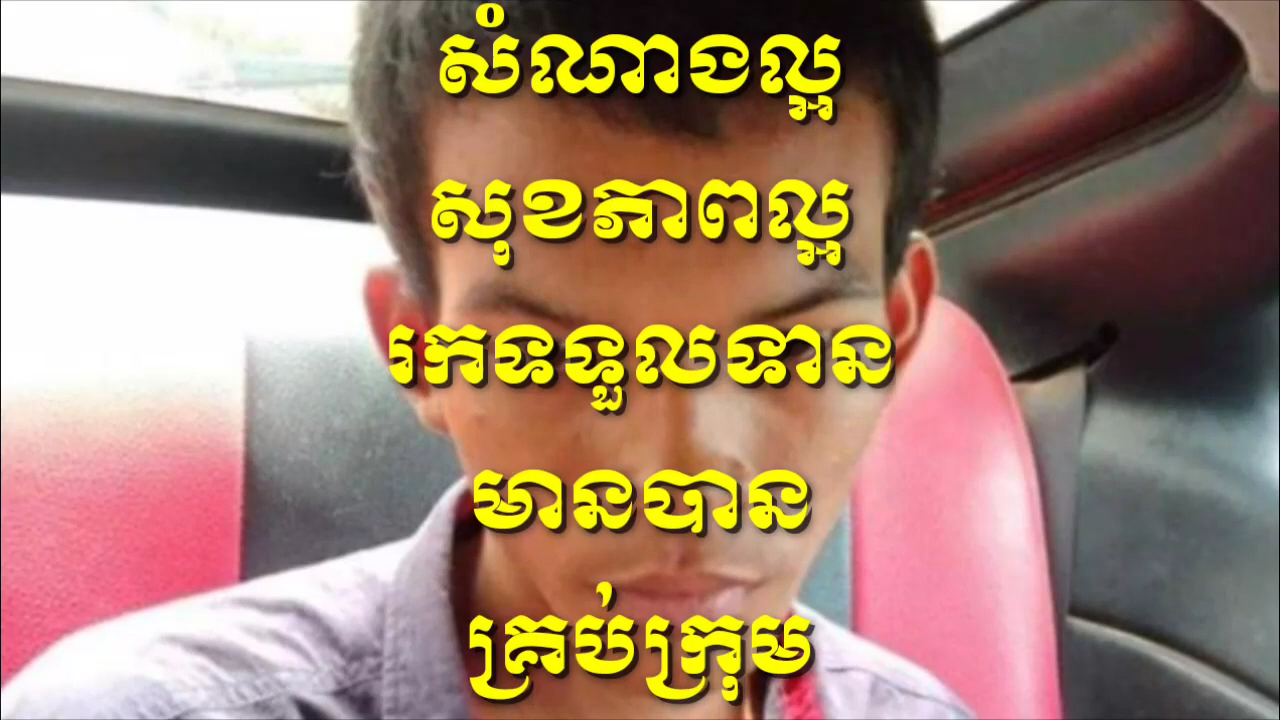 សំណាងល្អ
សុខភាពល្អ
រកទទួលទាន
មានបាន
គ្រប់ក្រុម